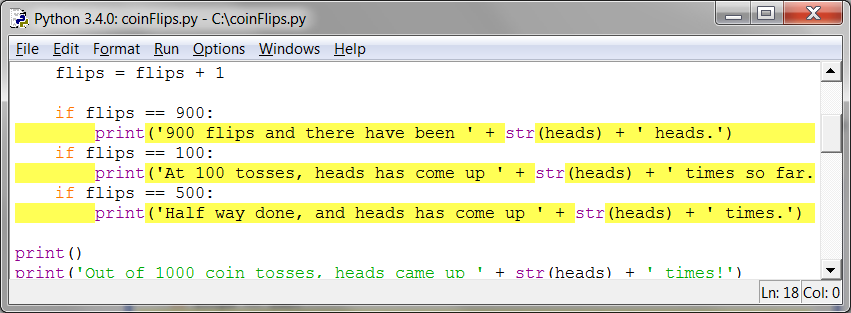 Python 3.4.0: coinFlips.py - C:\coinFlips.py
File Edit Format Run Options Windows Help
    flips = flips + 1

    if flips == 900:
        print('900 flips and there have been ' + str(heads) + ' heads.')
    if flips == 100:
        print('At 100 tosses, heads has come up ' + str(heads) + ' times so far.
    if flips == 500:
        print('Half way done, and heads has come up ' + str(heads) + ' times.')

print()
print('Out of 1000 coin tosses, heads came up ' + str(heads) + ' times!')
Ln: 18 Col: 0